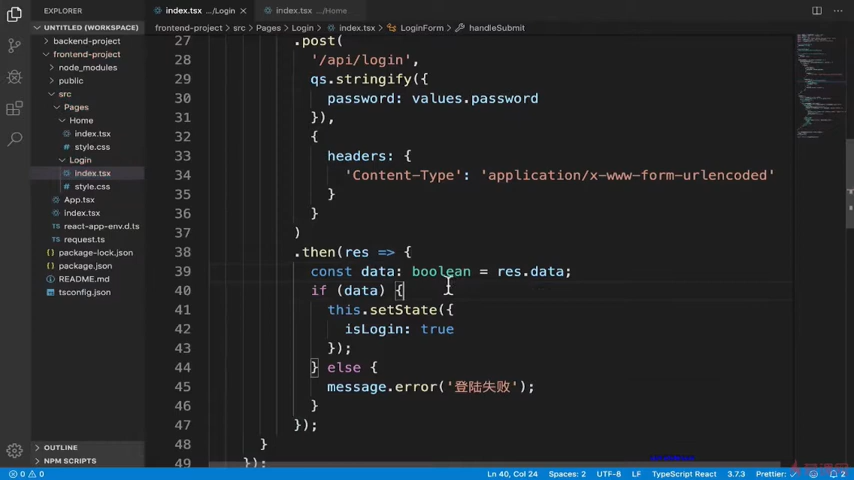 EXPLORER
UNTITLED (WORKSPACE)
backend-project
frontend-project
node_modules
public
src
Pages
Home
index.tsx
style.css
Login
index.tsx
style.css
App.tsx
index.tsx
react-app-env.d.ts
request.ts
package-lock.json
package.json
README.md
tsconfig.json
OUTLINE
NPM SCRIPTS
index.tsx .../Login
index.tsx .../Home
frontend-project > src > Pages > Login > index.tsx > LoginForm > handleSubmit
27 .post(
28 '/api/login',
29 qs.stringify({
30 password: values.password
31 }),
32 {
33 headers: {
34 'Content-Type': 'application/x-www-form-urlencoded'
35 }
36 }
37 )
38 .then(res => {
39 const data: boolean = res.data;
40 if (data) {
41 this.setState({
42 isLogin: true
43 });
44 } else {
45 message.error('登陆失败');
46 }
47 });
48 }
49 });
0 0
Ln 40, Col 24
Spaces: 2
UTF-8
LF
TypeScript React
3.7.3
Prettier: ✓
2